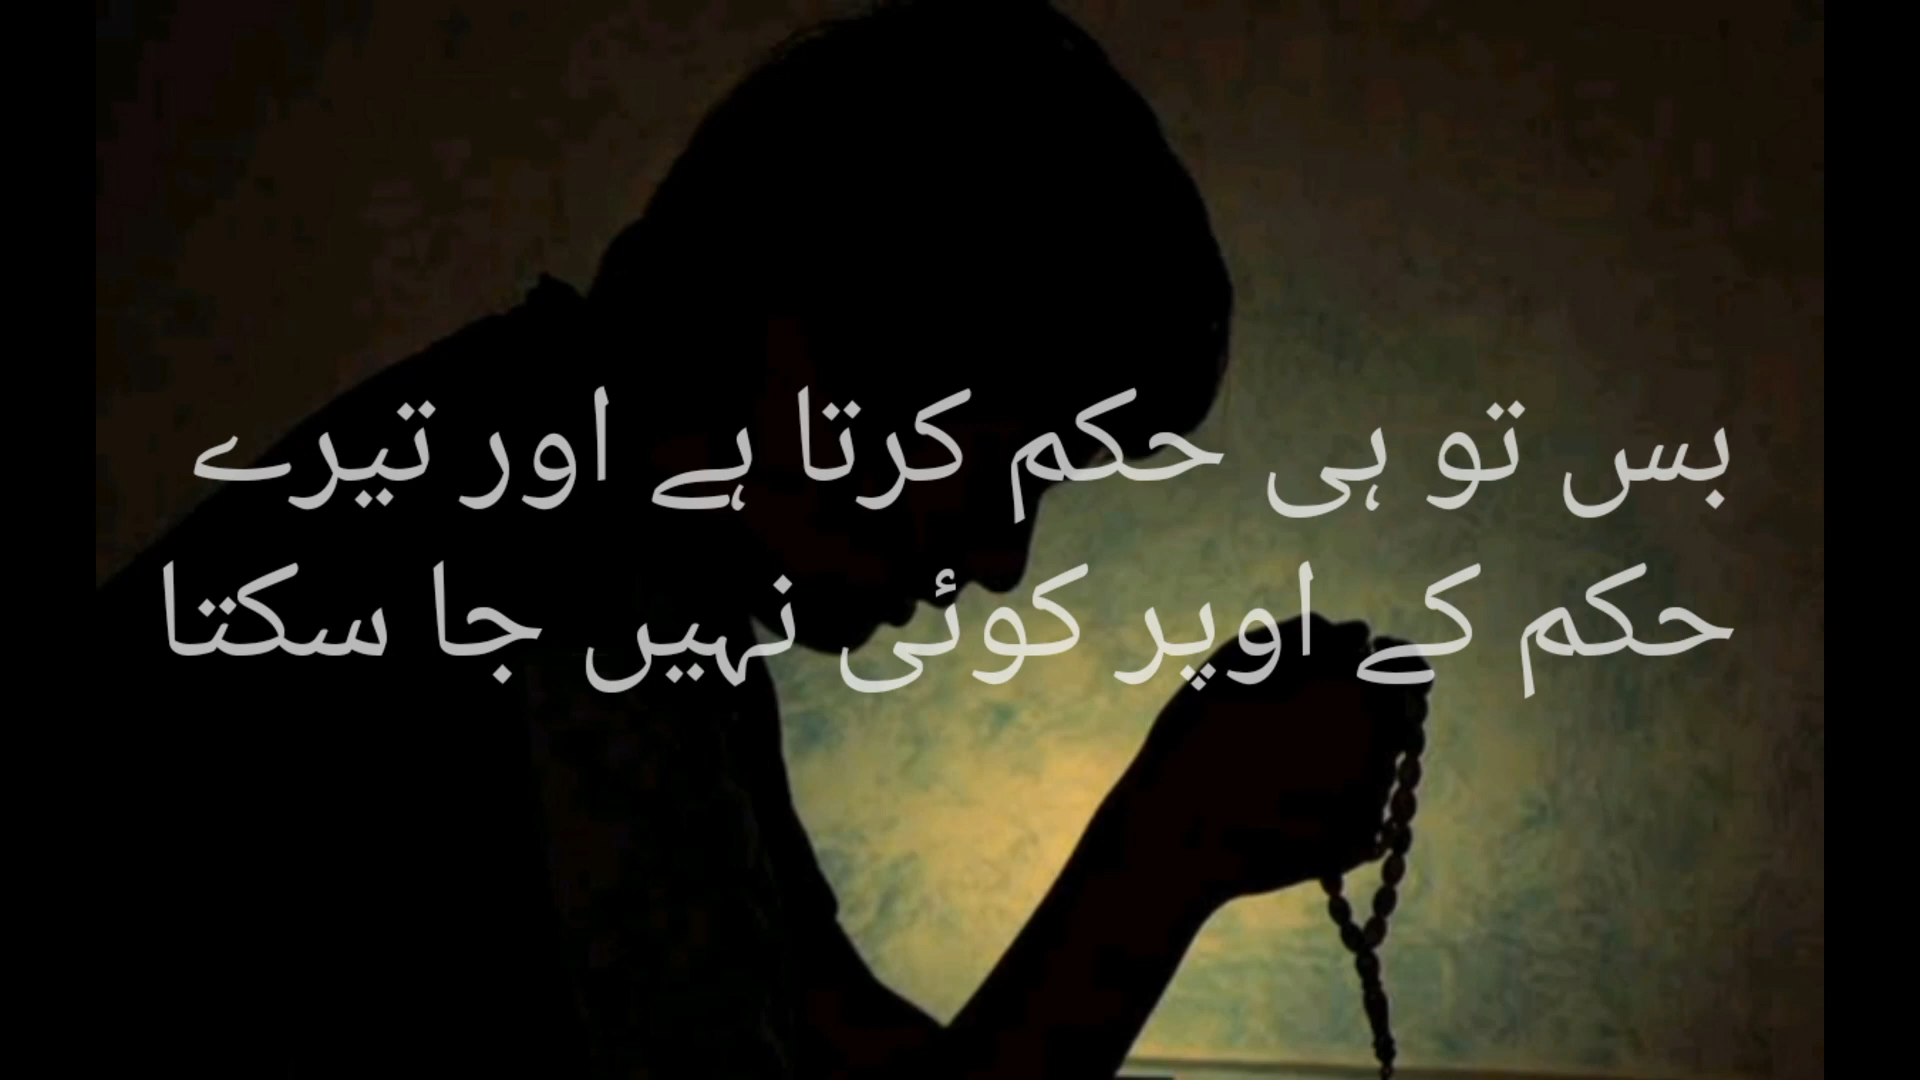 بس تو ہی حکم کرتا ہے اور تیرے
حکم کے اوپر کوئی نہیں جا سکتا